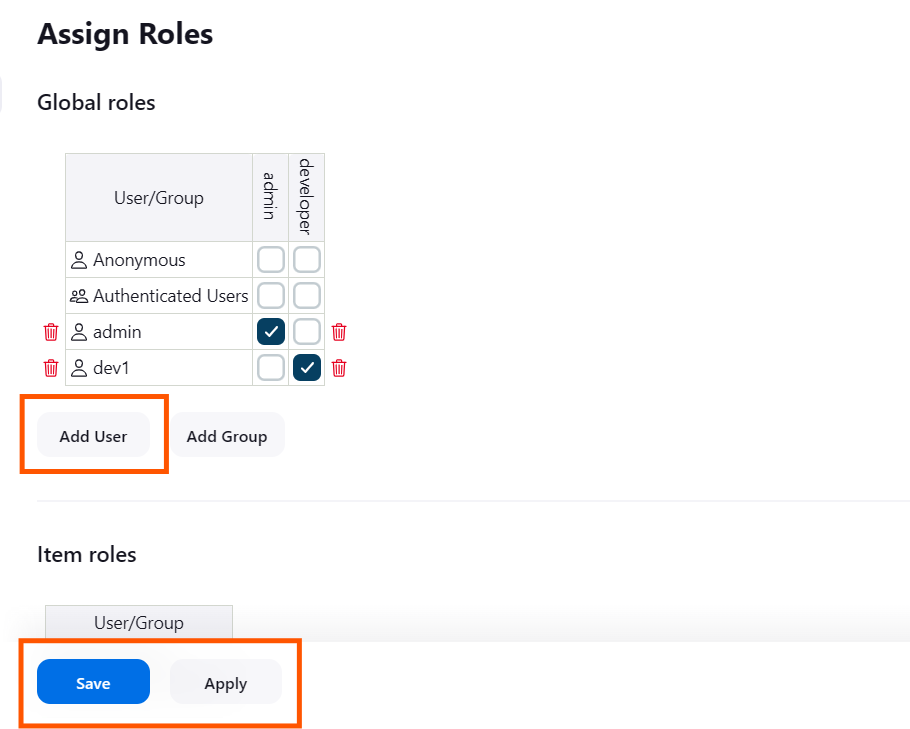 Assign Roles
Global roles
User/Group admin developer
Anonymous
Authenticated Users
admin
dev1
Add User Add Group
Item roles
User/Group
Save Apply